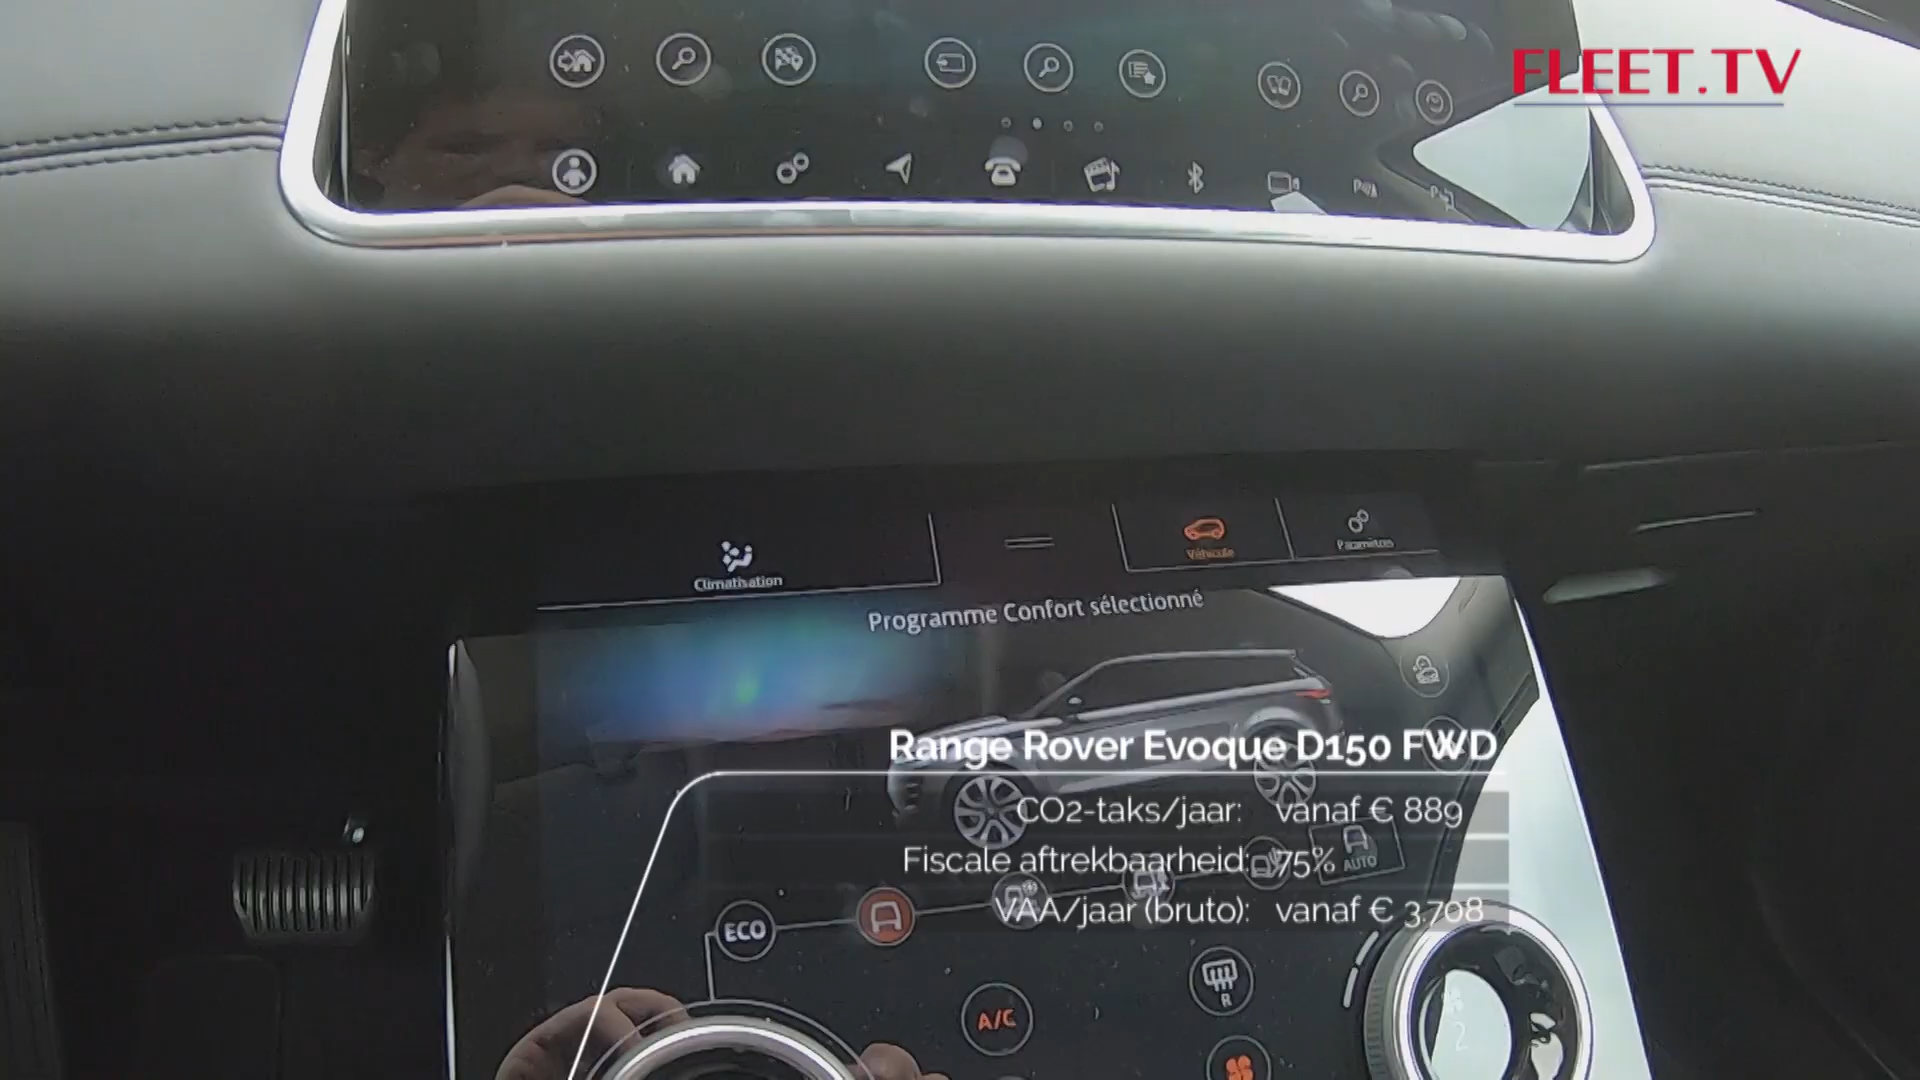 FLEET.TV
Climatisation
Véhicule
Paramètres
Programme Confort sélectionné
Range Rover Evoque D150 FWD
CO2-taks/jaar: vanaf € 889
Fiscale aftrekbaarheid: 75%
AUTO
VAA/jaar (bruto): vanaf € 3.708
ECO
R
A/C
2